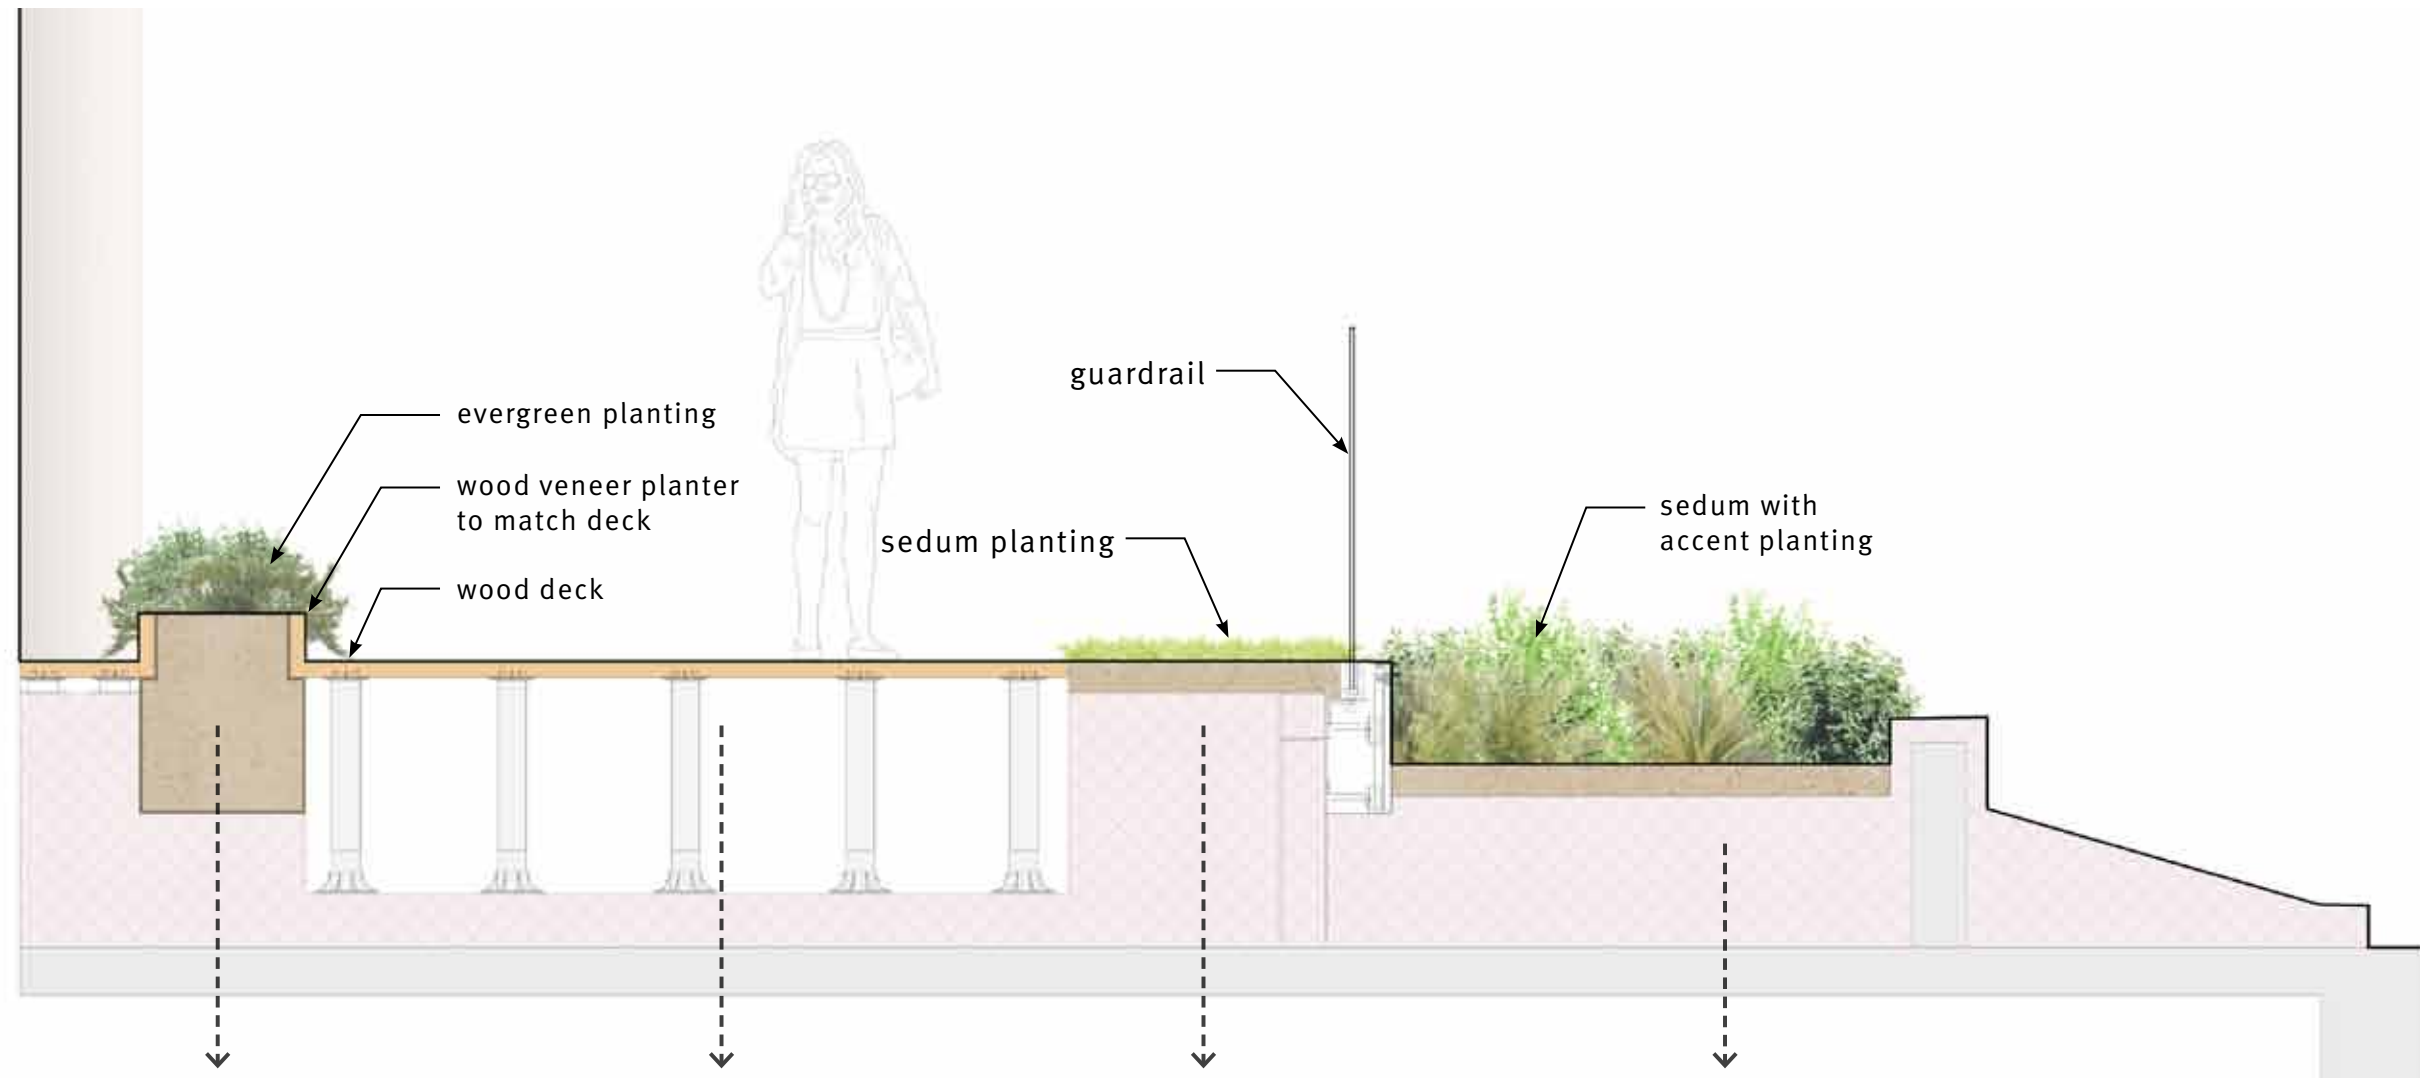 guardrail
evergreen planting
wood veneer planter
to match deck
sedum with
accent planting
sedum planting
wood deck